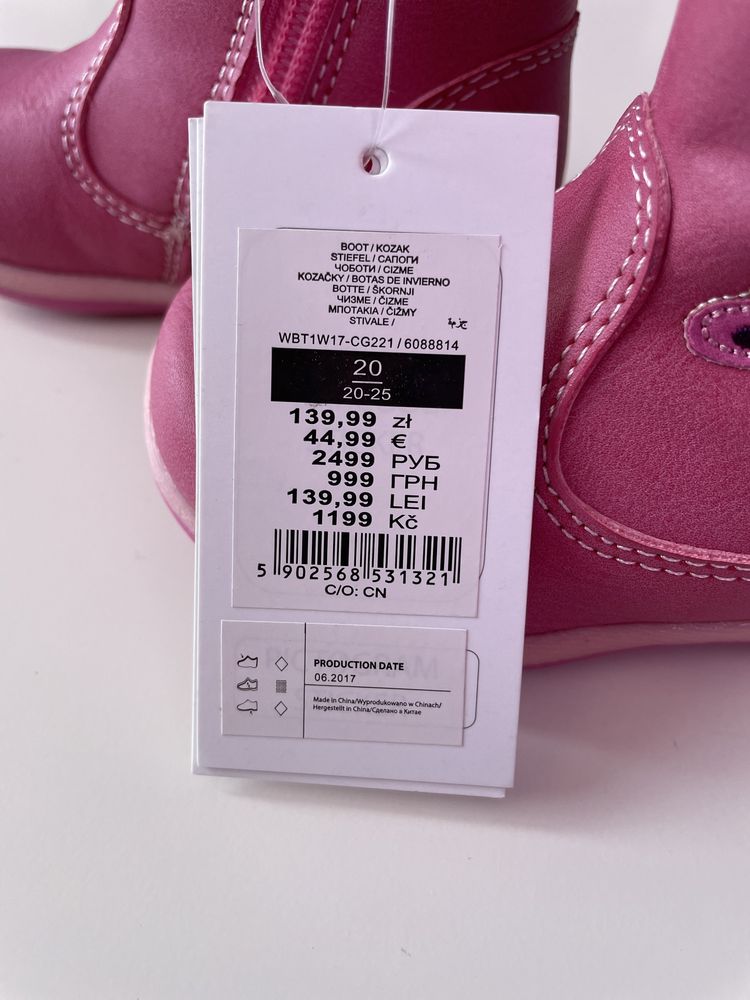 BOOT / KOZAK
STIEFEL / САПОГИ
ЧОБОТИ / CIZME
KOZAČKY / BOTAS DE INVIERNO
BOTTE / ŠKORNJI
ЧИЗМЕ / ČIZME
ΜΠΟΤΑΚΙΑ / ČIŽMY
STIVALE /
WBT1W17-CG221 / 6088814
20
20-25
139,99 zł
44,99 €
2499 РУБ
999 ГРН
139,99 LEI
1199 Kč
5 902568 531321
C/O: CN
PRODUCTION DATE
06.2017
Made in China/Wyprodukowano w Chinach/
Hergestellt in China/Сделано в Китае